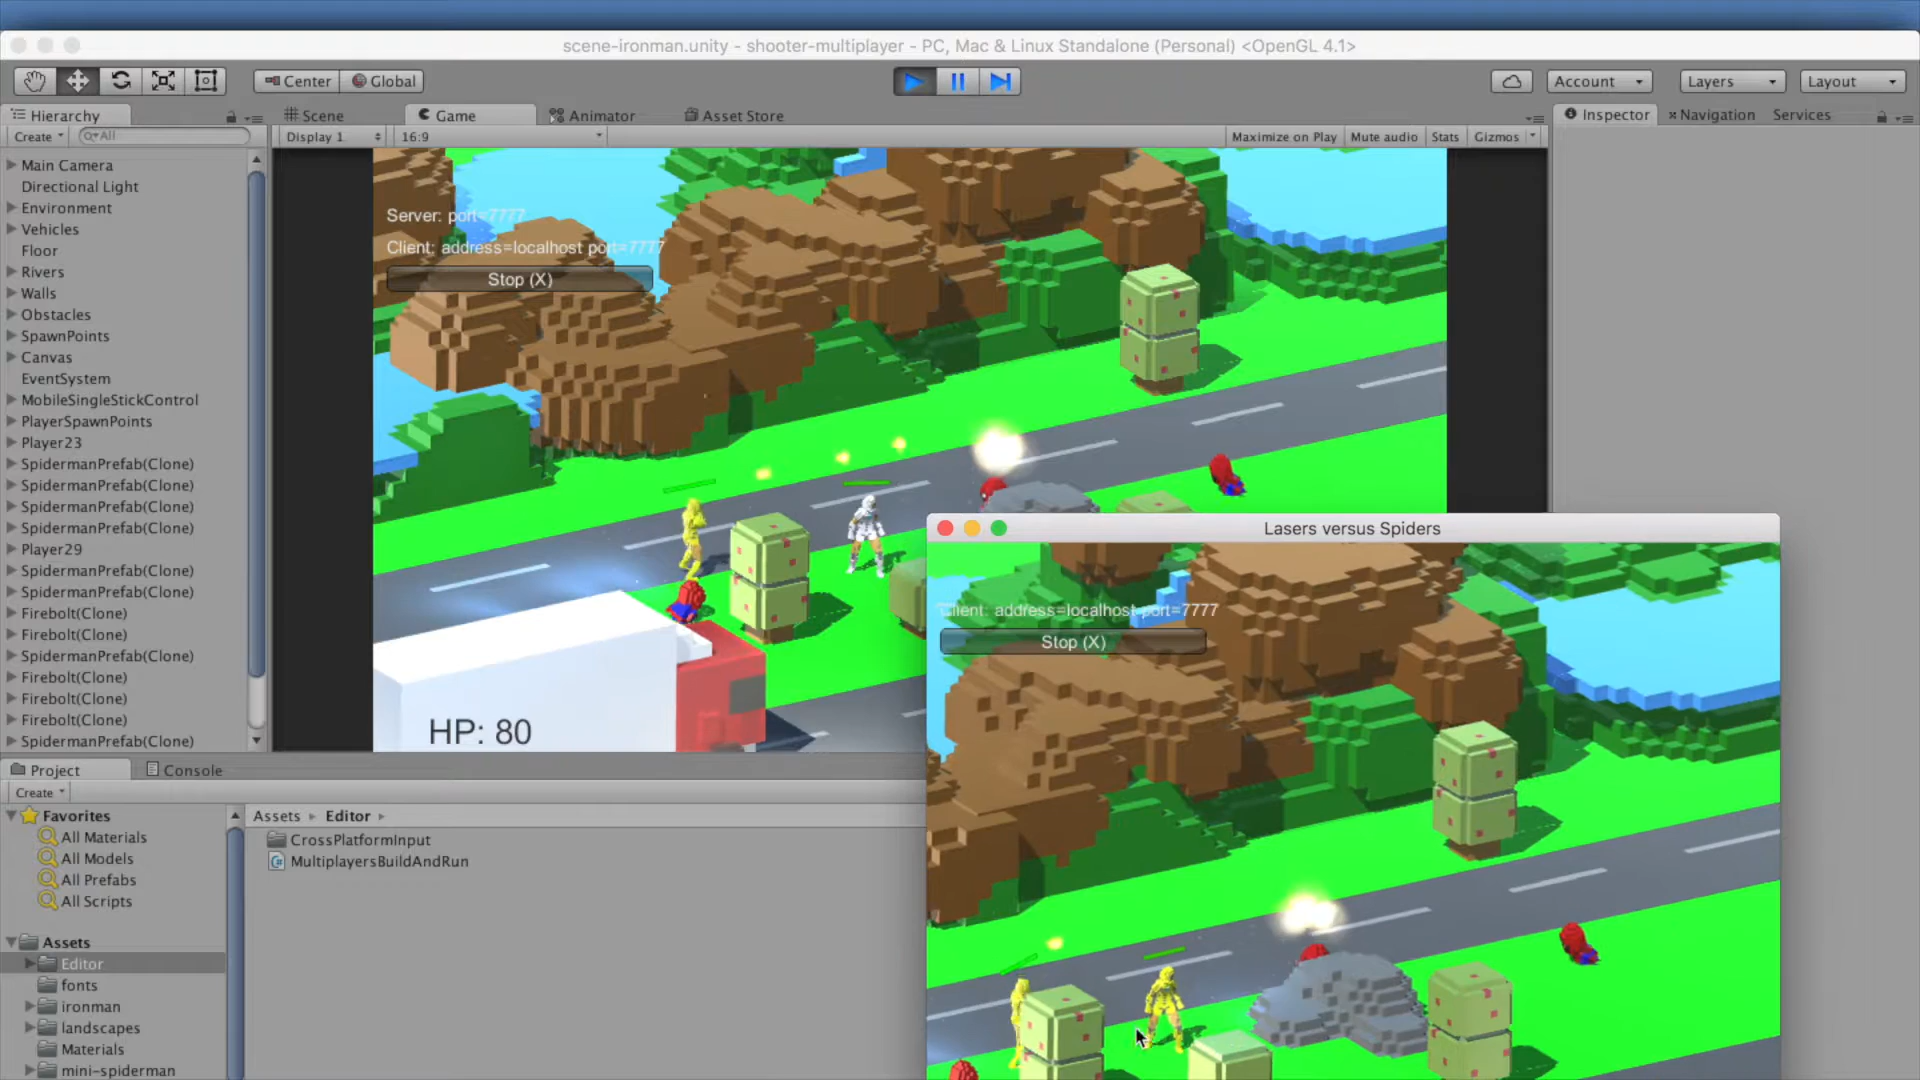 scene-ironman.unity - shooter-multiplayer - PC, Mac & Linux Standalone (Personal) <OpenGL 4.1>
Center Global Account Layers Layout
Hierarchy
Create All
Main Camera
Directional Light
Environment
Vehicles
Floor
Rivers
Walls
Obstacles
SpawnPoints
Canvas
EventSystem
MobileSingleStickControl
PlayerSpawnPoints
Player23
SpidermanPrefab(Clone)
SpidermanPrefab(Clone)
SpidermanPrefab(Clone)
SpidermanPrefab(Clone)
Player29
SpidermanPrefab(Clone)
SpidermanPrefab(Clone)
Firebolt(Clone)
Firebolt(Clone)
SpidermanPrefab(Clone)
Firebolt(Clone)
Firebolt(Clone)
Firebolt(Clone)
SpidermanPrefab(Clone)
Scene Game Animator Asset Store
Display 1 16:9 Maximize on Play Mute audio Stats Gizmos
Server: port=7777
Client: address=localhost port=7777
Stop (X)
HP: 80
Inspector Navigation Services
Lasers versus Spiders
Client: address=localhost port=7777
Stop (X)
Project Console
Create
Favorites
All Materials
All Models
All Prefabs
All Scripts
Assets
Editor
fonts
ironman
landscapes
Materials
mini-spiderman
Assets Editor
CrossPlatformInput
MultiplayersBuildAndRun